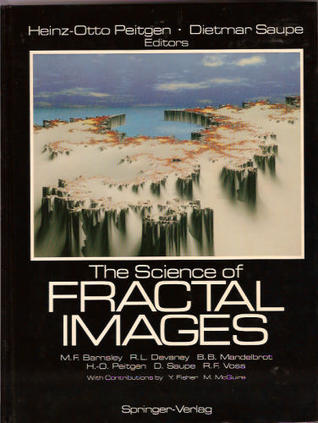 Heinz-Otto Peitgen · Dietmar Saupe
Editors
The Science of
FRACTAL
IMAGES
M.F. Barnsley R.L. Devaney B.B. Mandelbrot
H.-O. Peitgen D. Saupe R.F. Voss
With Contributions by Y. Fisher M. McGuire
Springer-Verlag